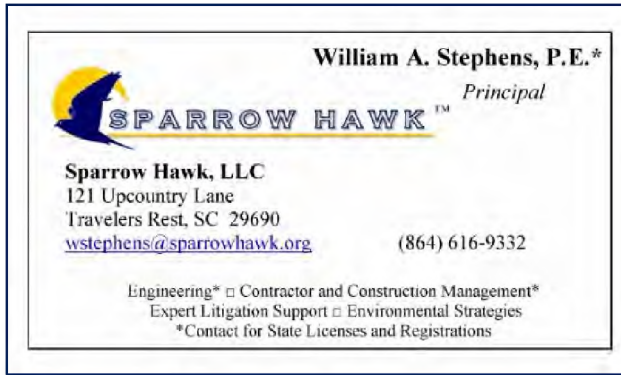 William A. Stephens, P.E.*
Principal
SPARROW HAWK™
Sparrow Hawk, LLC
121 Upcountry Lane
Travelers Rest, SC 29690
wstephens@sparrowhawk.org (864) 616-9332
Engineering* □ Contractor and Construction Management*
Expert Litigation Support □ Environmental Strategies
*Contact for State Licenses and Registrations